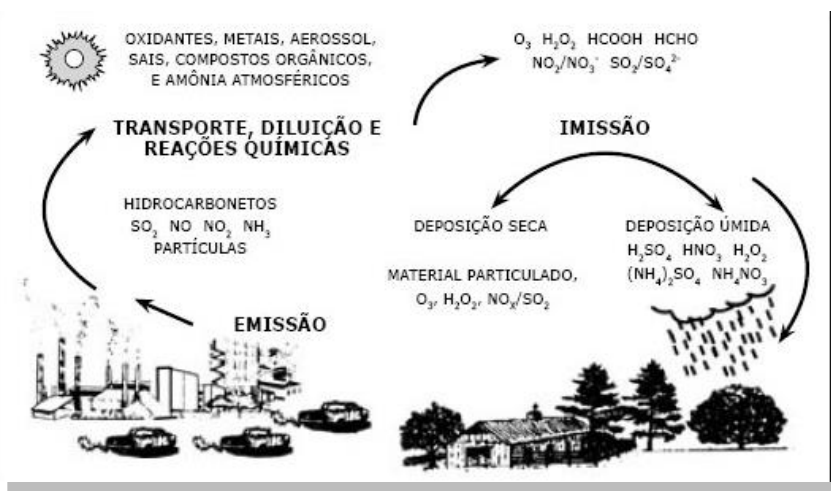 OXIDANTES, METAIS, AEROSSOL,
SAIS, COMPOSTOS ORGÂNICOS,
E AMÔNIA ATMOSFÉRICOS
O₃ H₂O₂ HCOOH HCHO
NO₂/NO₃⁻ SO₂/SO₄²⁻
TRANSPORTE, DILUIÇÃO E
REAÇÕES QUÍMICAS
IMISSÃO
HIDROCARBONETOS
SO₂ NO NO₂ NH₃
PARTÍCULAS
DEPOSIÇÃO SECA
MATERIAL PARTICULADO,
O₃, H₂O₂, NOₓ/SO₂
DEPOSIÇÃO ÚMIDA
H₂SO₄ HNO₃ H₂O₂
(NH₄)₂SO₄ NH₄NO₃
EMISSÃO